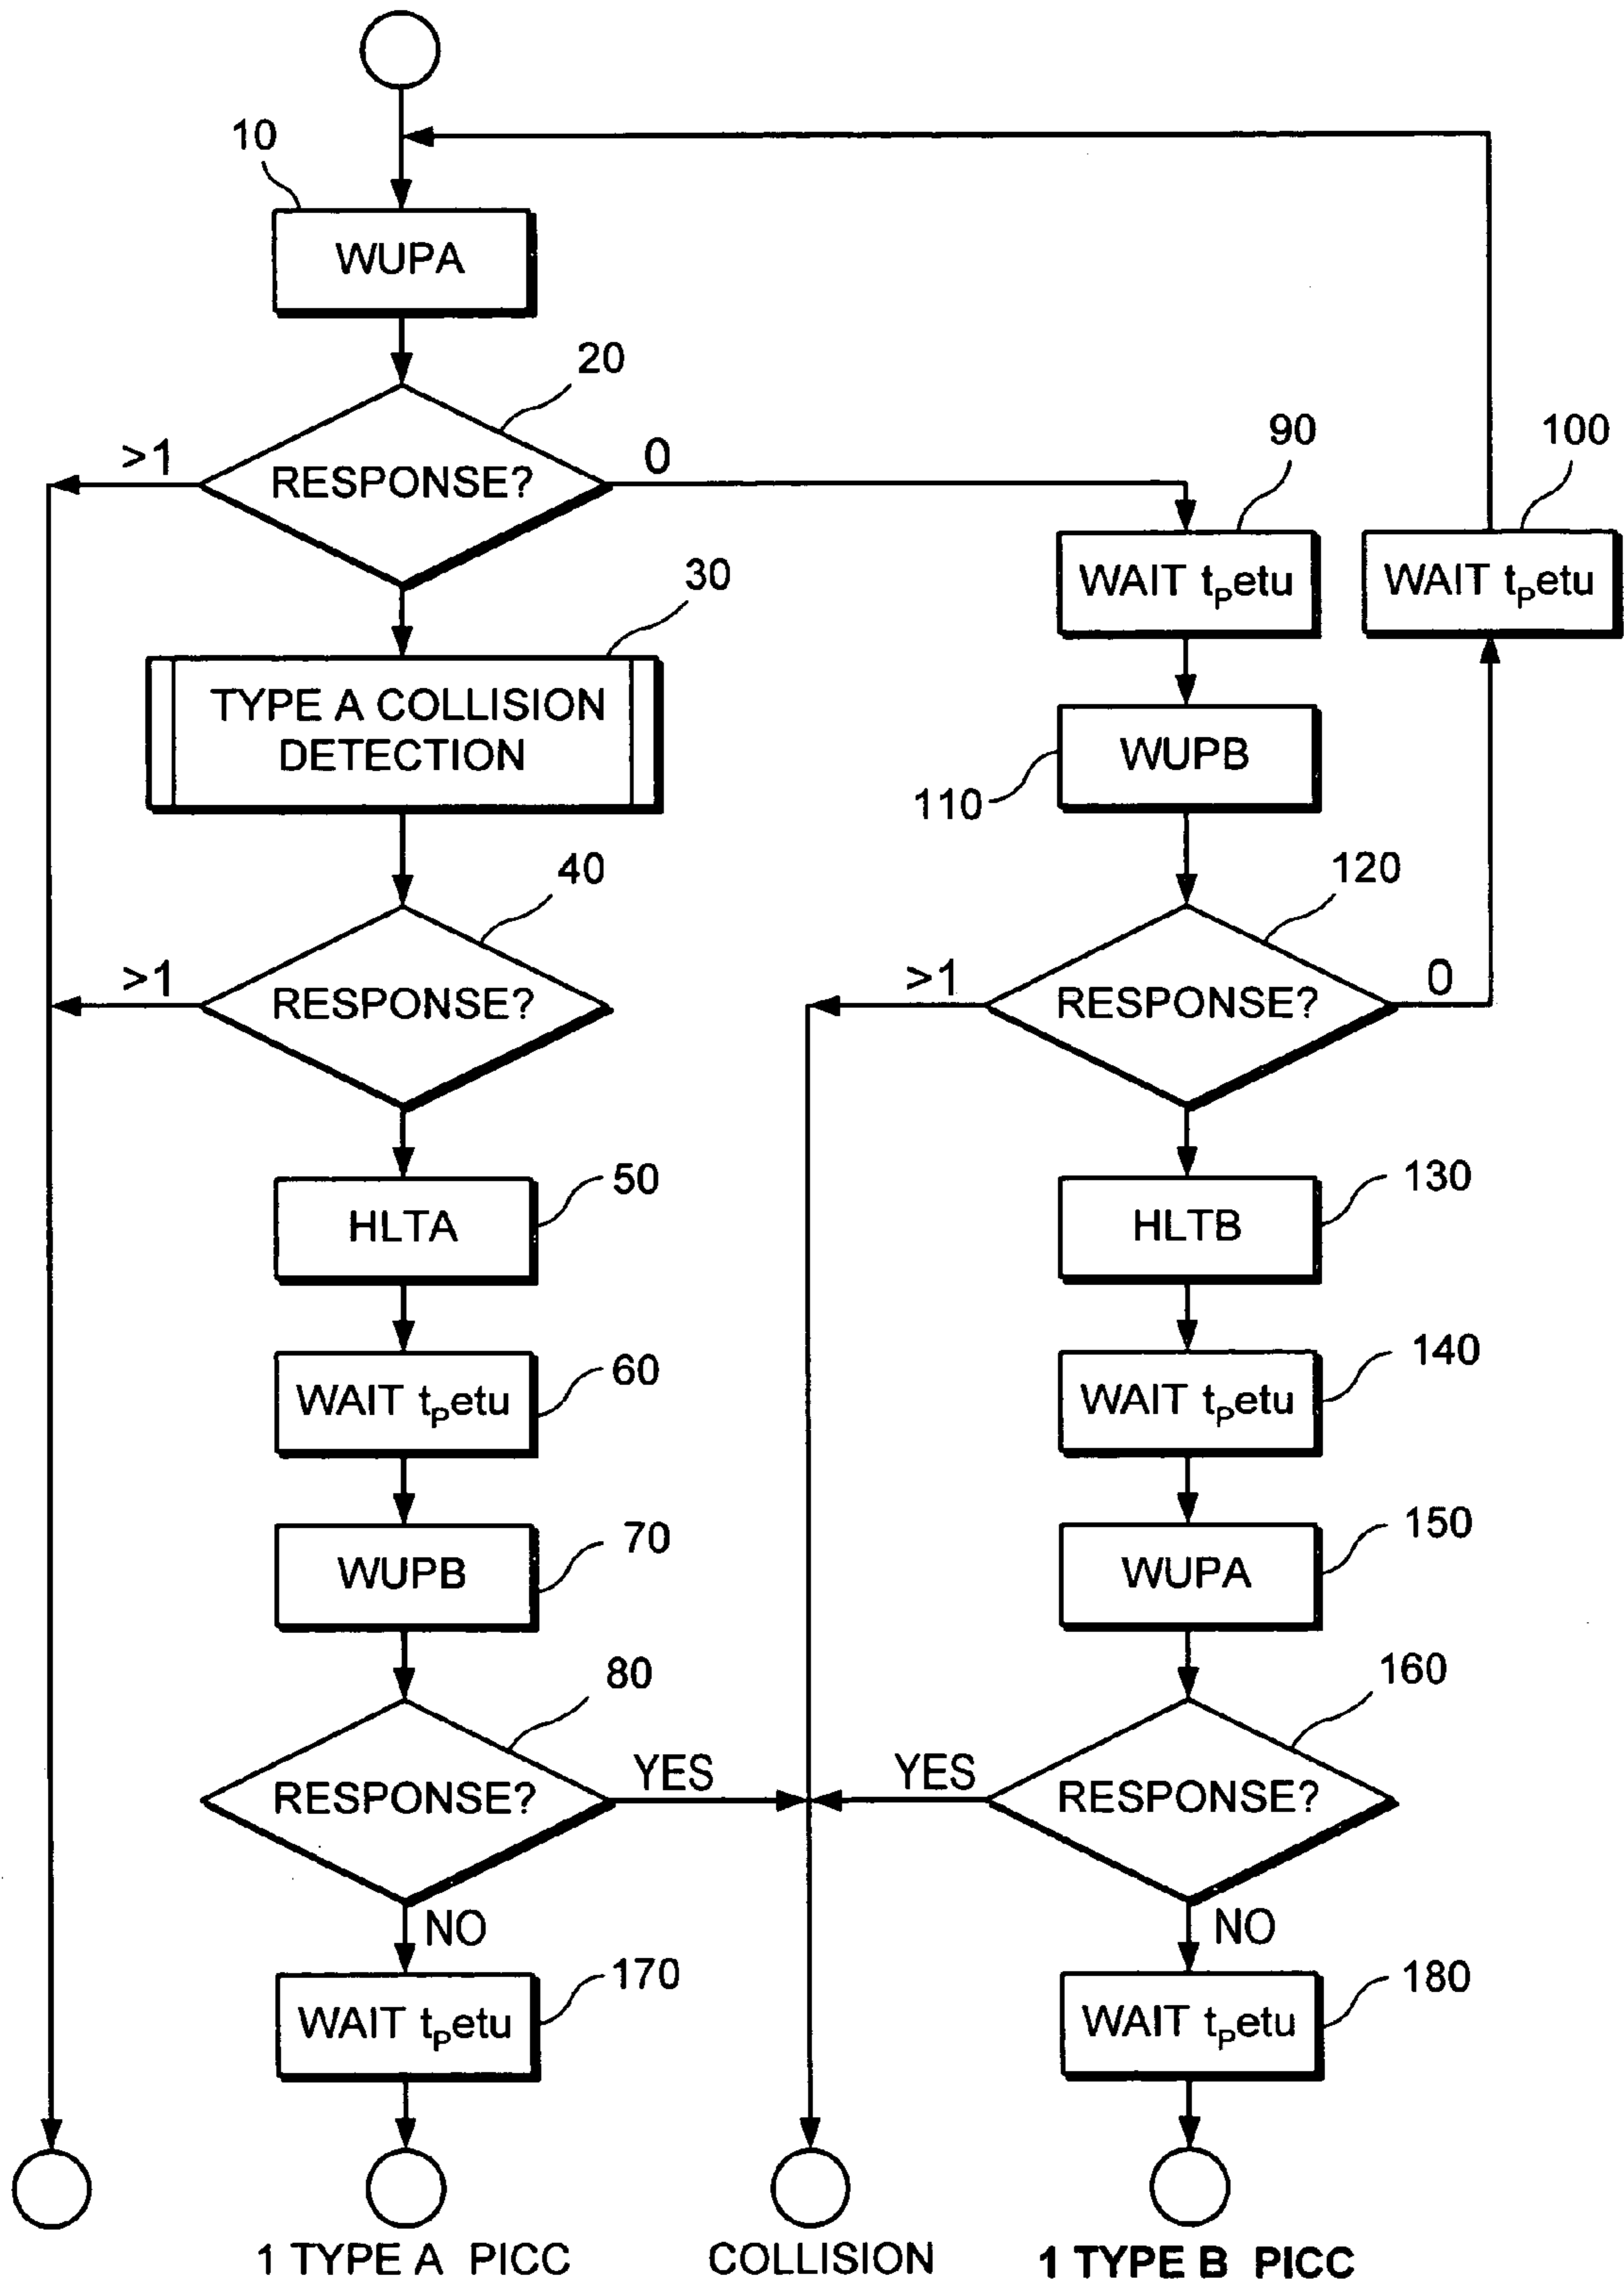 10
WUPA
20
>1
RESPONSE?
0
90
100
WAIT tpetu
WAIT tpetu
30
TYPE A COLLISION
DETECTION
WUPB
110
40
120
>1
RESPONSE?
>1
RESPONSE?
0
50
HLTA
130
HLTB
60
WAIT tpetu
140
WAIT tpetu
70
WUPB
150
WUPA
80
160
RESPONSE?
YES
YES
RESPONSE?
NO
NO
170
WAIT tpetu
180
WAIT tpetu
1 TYPE A PICC
COLLISION
1 TYPE B PICC